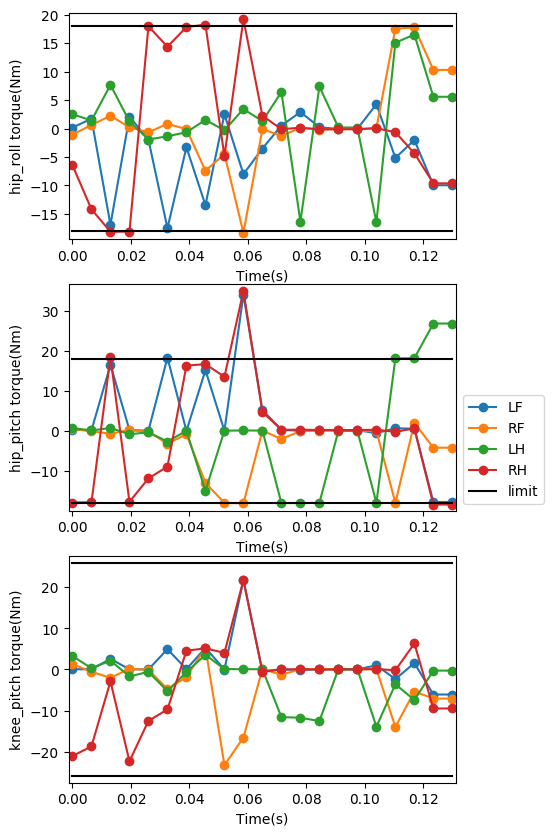 20
15
10
5
0
−5
−10
−15
hip_roll torque(Nm)
0.00 0.02 0.04 0.06 0.08 0.10 0.12
Time(s)
30
20
10
0
−10
hip_pitch torque(Nm)
0.00 0.02 0.04 0.06 0.08 0.10 0.12
Time(s)
LF
RF
LH
RH
limit
20
10
0
−10
−20
knee_pitch torque(Nm)
0.00 0.02 0.04 0.06 0.08 0.10 0.12
Time(s)